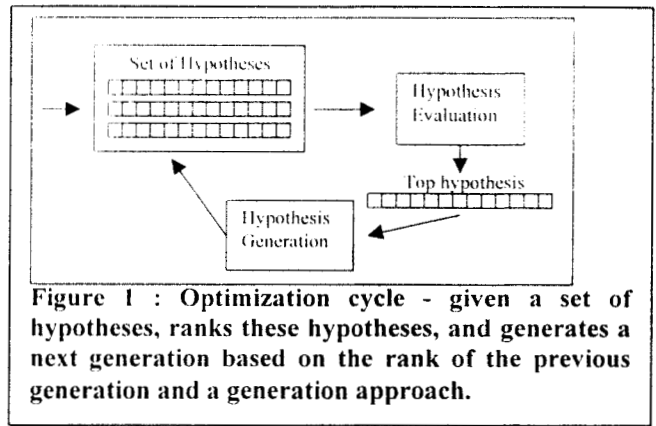 Set of Hypotheses
Hypothesis
Evaluation
Top hypothesis
Hypothesis
Generation
Figure 1 : Optimization cycle - given a set of
hypotheses, ranks these hypotheses, and generates a
next generation based on the rank of the previous
generation and a generation approach.